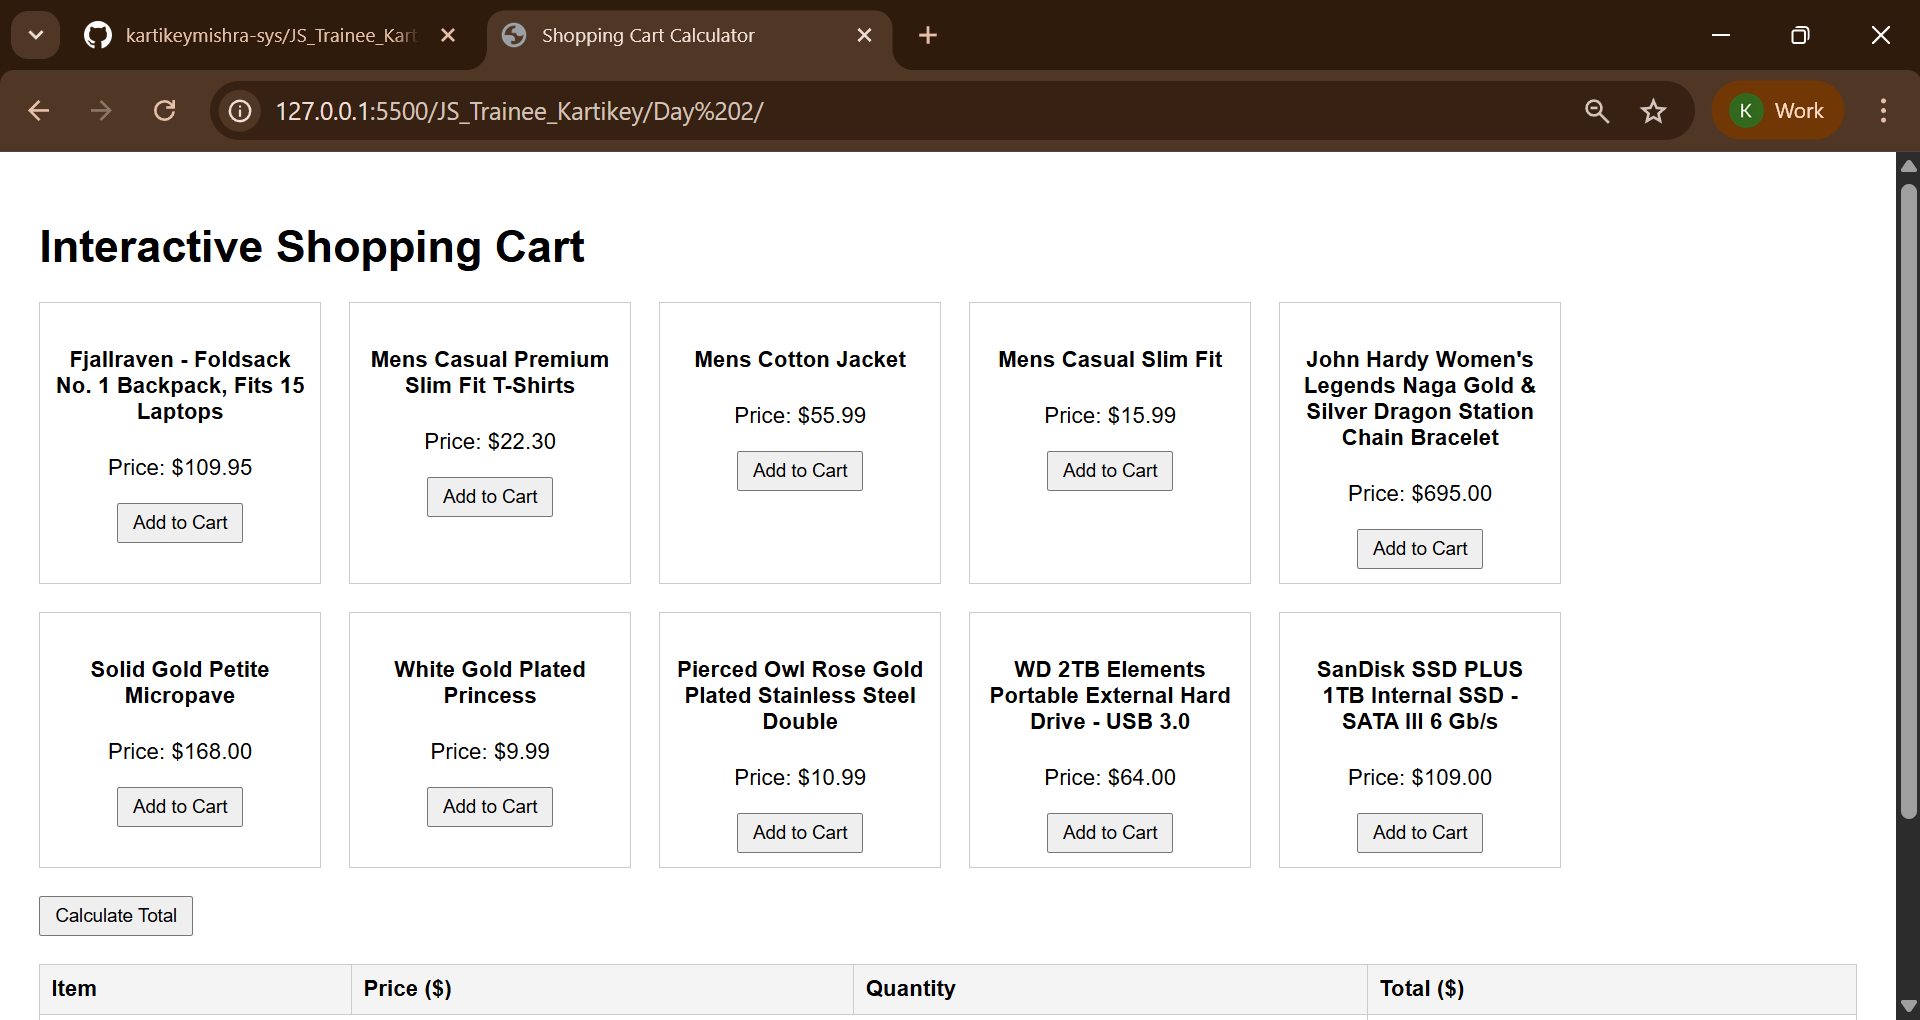 kartikeymishra-sys/JS_Trainee_Kart
Shopping Cart Calculator
127.0.0.1:5500/JS_Trainee_Kartikey/Day%202/
K
Work
Interactive Shopping Cart
Fjallraven - Foldsack
No. 1 Backpack, Fits 15
Laptops
Price: $109.95
Add to Cart
Mens Casual Premium
Slim Fit T-Shirts
Price: $22.30
Add to Cart
Mens Cotton Jacket
Price: $55.99
Add to Cart
Mens Casual Slim Fit
Price: $15.99
Add to Cart
John Hardy Women's
Legends Naga Gold &
Silver Dragon Station
Chain Bracelet
Price: $695.00
Add to Cart
Solid Gold Petite
Micropave
Price: $168.00
Add to Cart
White Gold Plated
Princess
Price: $9.99
Add to Cart
Pierced Owl Rose Gold
Plated Stainless Steel
Double
Price: $10.99
Add to Cart
WD 2TB Elements
Portable External Hard
Drive - USB 3.0
Price: $64.00
Add to Cart
SanDisk SSD PLUS
1TB Internal SSD -
SATA III 6 Gb/s
Price: $109.00
Add to Cart
Calculate Total
Item
Price ($)
Quantity
Total ($)